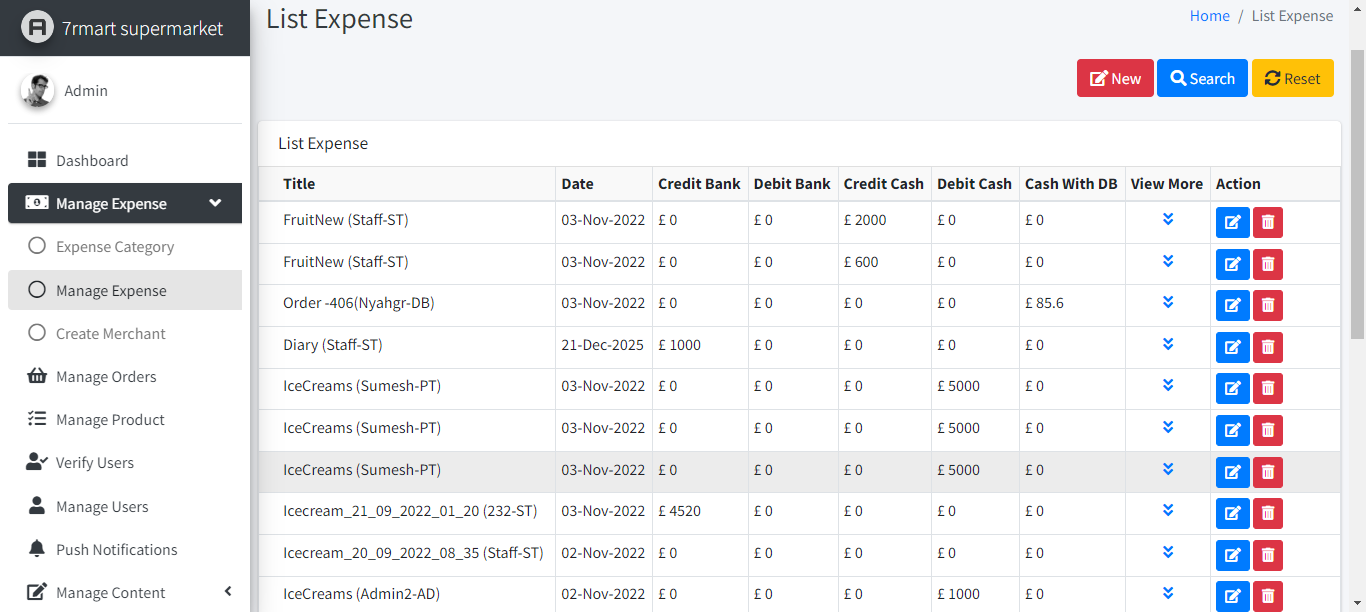 7rmart supermarket
Admin
Dashboard
Manage Expense
Expense Category
Manage Expense
Create Merchant
Manage Orders
Manage Product
Verify Users
Manage Users
Push Notifications
Manage Content
List Expense
Home / List Expense
New Search Reset
List Expense
Title Date Credit Bank Debit Bank Credit Cash Debit Cash Cash With DB View More Action
FruitNew (Staff-ST) 03-Nov-2022 £ 0 £ 0 £ 2000 £ 0 £ 0
FruitNew (Staff-ST) 03-Nov-2022 £ 0 £ 0 £ 600 £ 0 £ 0
Order -406(Nyahgr-DB) 03-Nov-2022 £ 0 £ 0 £ 0 £ 0 £ 85.6
Diary (Staff-ST) 21-Dec-2025 £ 1000 £ 0 £ 0 £ 0 £ 0
IceCreams (Sumesh-PT) 03-Nov-2022 £ 0 £ 0 £ 0 £ 5000 £ 0
IceCreams (Sumesh-PT) 03-Nov-2022 £ 0 £ 0 £ 0 £ 5000 £ 0
IceCreams (Sumesh-PT) 03-Nov-2022 £ 0 £ 0 £ 0 £ 5000 £ 0
Icecream_21_09_2022_01_20 (232-ST) 03-Nov-2022 £ 4520 £ 0 £ 0 £ 0 £ 0
Icecream_20_09_2022_08_35 (Staff-ST) 02-Nov-2022 £ 0 £ 0 £ 0 £ 0 £ 0
IceCreams (Admin2-AD) 02-Nov-2022 £ 0 £ 0 £ 0 £ 1000 £ 0